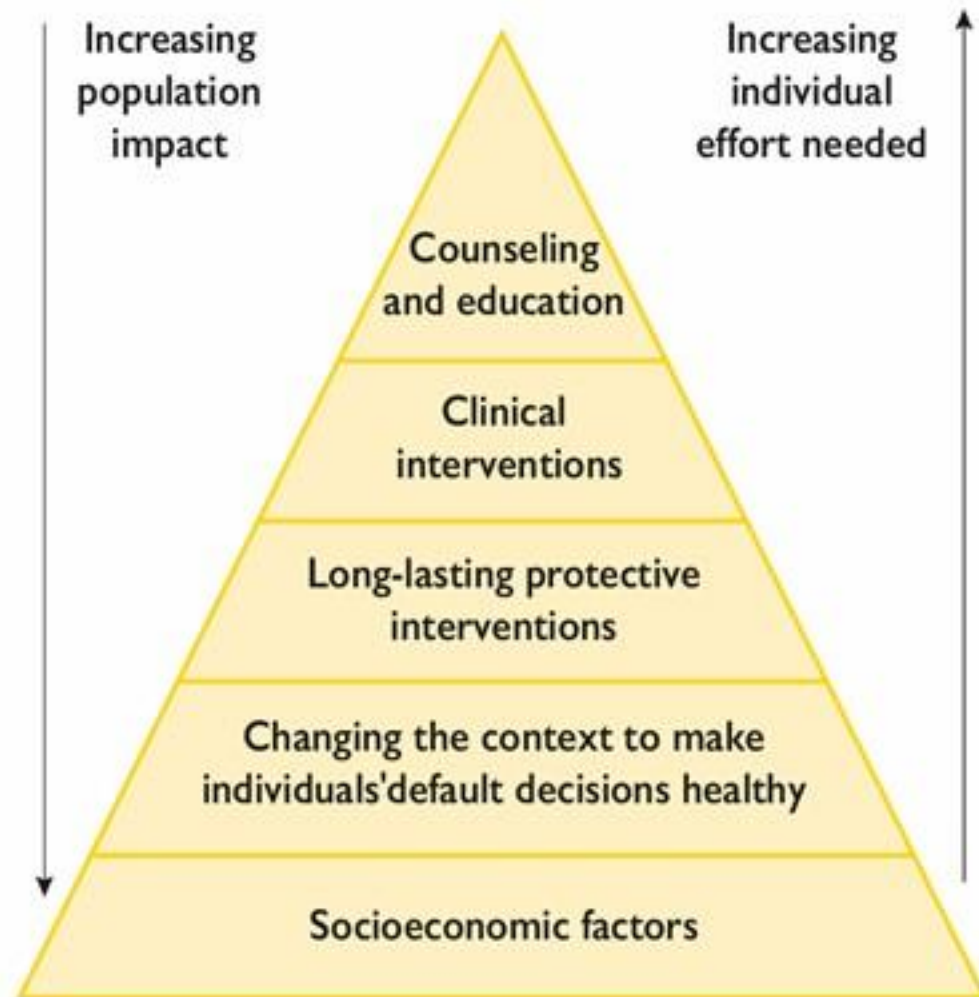 Increasing
population
impact
Increasing
individual
effort needed
Counseling
and education
Clinical
interventions
Long-lasting protective
interventions
Changing the context to make
individuals'default decisions healthy
Socioeconomic factors